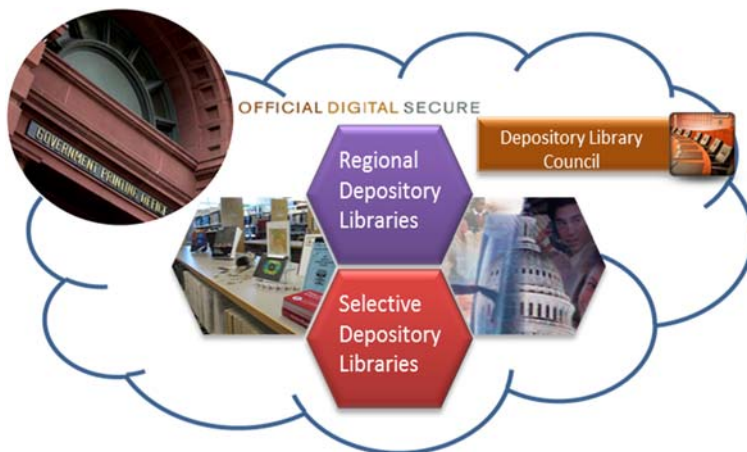 GOVERNMENT PRINTING OFFICE
OFFICIAL DIGITAL SECURE
Depository Library
Council
Regional
Depository
Libraries
Selective
Depository
Libraries